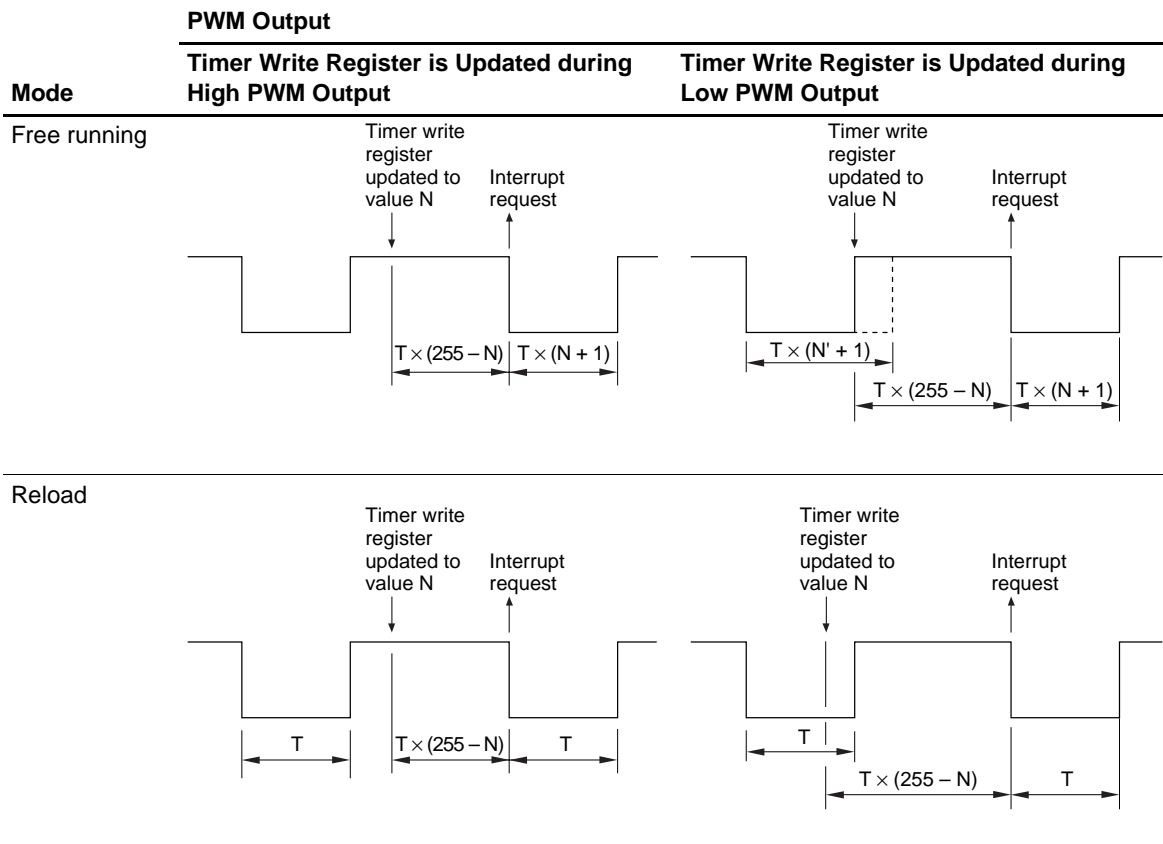 PWM Output
Mode
Timer Write Register is Updated during
High PWM Output
Timer Write Register is Updated during
Low PWM Output
Free running
Timer write
register
updated to
value N
Interrupt
request
T × (255 – N)
T × (N + 1)
Timer write
register
updated to
value N
Interrupt
request
T × (N' + 1)
T × (255 – N)
T × (N + 1)
Reload
Timer write
register
updated to
value N
Interrupt
request
T
T × (255 – N)
T
Timer write
register
updated to
value N
Interrupt
request
T
T × (255 – N)
T